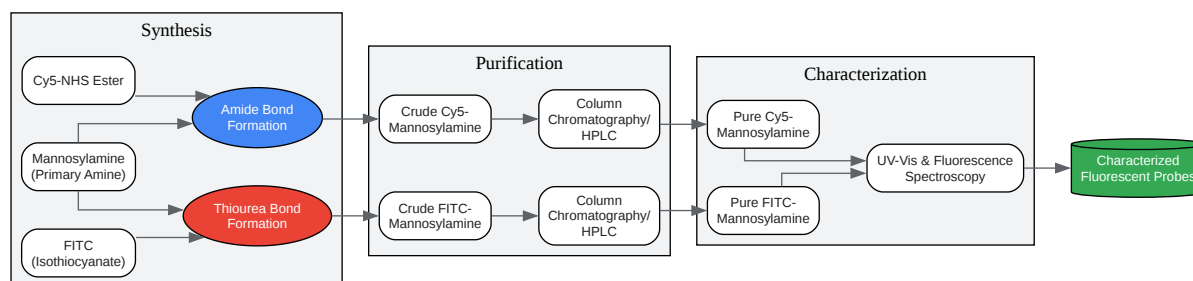 Synthesis
Cy5-NHS Ester
Amide Bond
Formation
Mannosylamine
(Primary Amine)
Thiourea Bond
Formation
FITC
(Isothiocyanate)
Purification
Crude Cy5-
Mannosylamine
Column
Chromatography/
HPLC
Crude FITC-
Mannosylamine
Column
Chromatography/
HPLC
Characterization
Pure Cy5-
Mannosylamine
Pure FITC-
Mannosylamine
UV-Vis & Fluorescence
Spectroscopy
Characterized
Fluorescent Probes